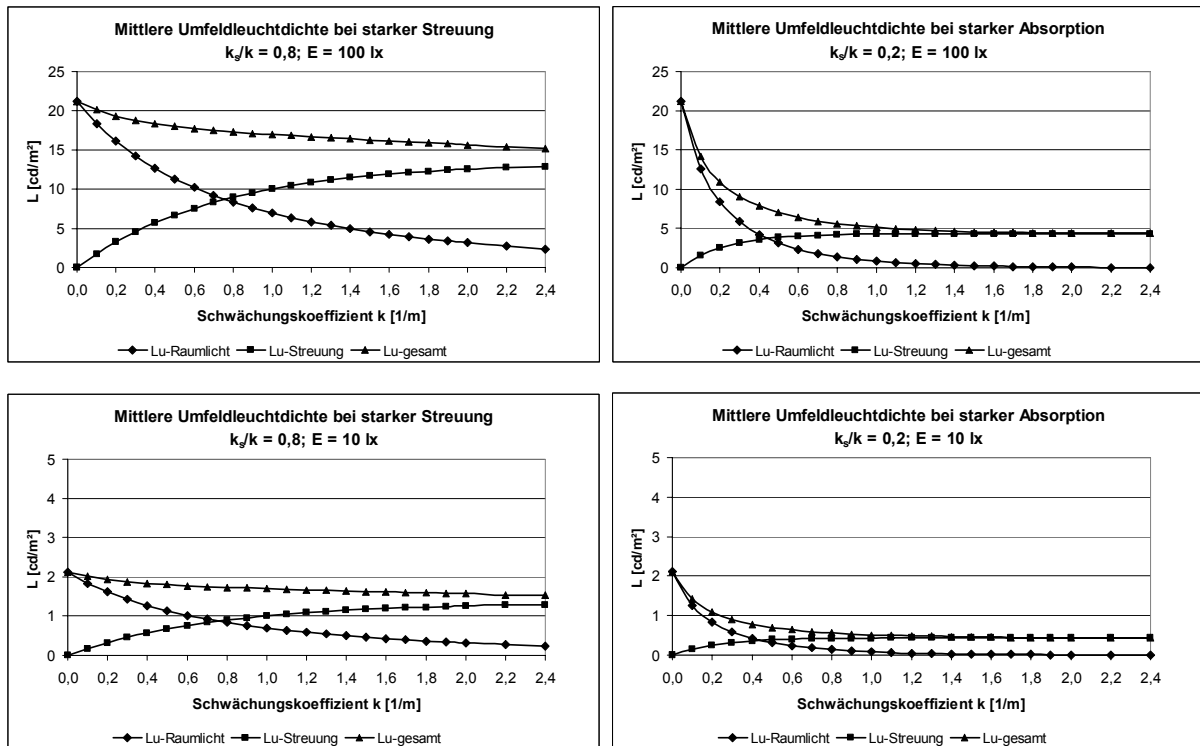 Mittlere Umfeldleuchtdichte bei starker Streuung
kₛ/k = 0,8; E = 100 lx
25
20
15
10
5
0
L [cd/m²]
0,0 0,2 0,4 0,6 0,8 1,0 1,2 1,4 1,6 1,8 2,0 2,2 2,4
Schwächungskoeffizient k [1/m]
Lu-Raumlicht Lu-Streuung Lu-gesamt
Mittlere Umfeldleuchtdichte bei starker Absorption
kₛ/k = 0,2; E = 100 lx
25
20
15
10
5
0
L [cd/m²]
0,0 0,2 0,4 0,6 0,8 1,0 1,2 1,4 1,6 1,8 2,0 2,2 2,4
Schwächungskoeffizient k [1/m]
Lu-Raumlicht Lu-Streuung Lu-gesamt
Mittlere Umfeldleuchtdichte bei starker Streuung
kₛ/k = 0,8; E = 10 lx
5
4
3
2
1
0
L [cd/m²]
0,0 0,2 0,4 0,6 0,8 1,0 1,2 1,4 1,6 1,8 2,0 2,2 2,4
Schwächungskoeffizient k [1/m]
Lu-Raumlicht Lu-Streuung Lu-gesamt
Mittlere Umfeldleuchtdichte bei starker Absorption
kₛ/k = 0,2; E = 10 lx
5
4
3
2
1
0
L [cd/m²]
0,0 0,2 0,4 0,6 0,8 1,0 1,2 1,4 1,6 1,8 2,0 2,2 2,4
Schwächungskoeffizient k [1/m]
Lu-Raumlicht Lu-Streuung Lu-gesamt